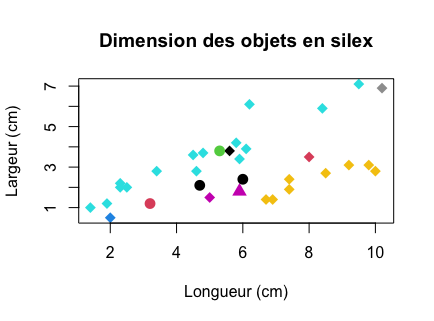 Dimension des objets en silex
Largeur (cm)
7
5
3
1
2 4 6 8 10
Longueur (cm)